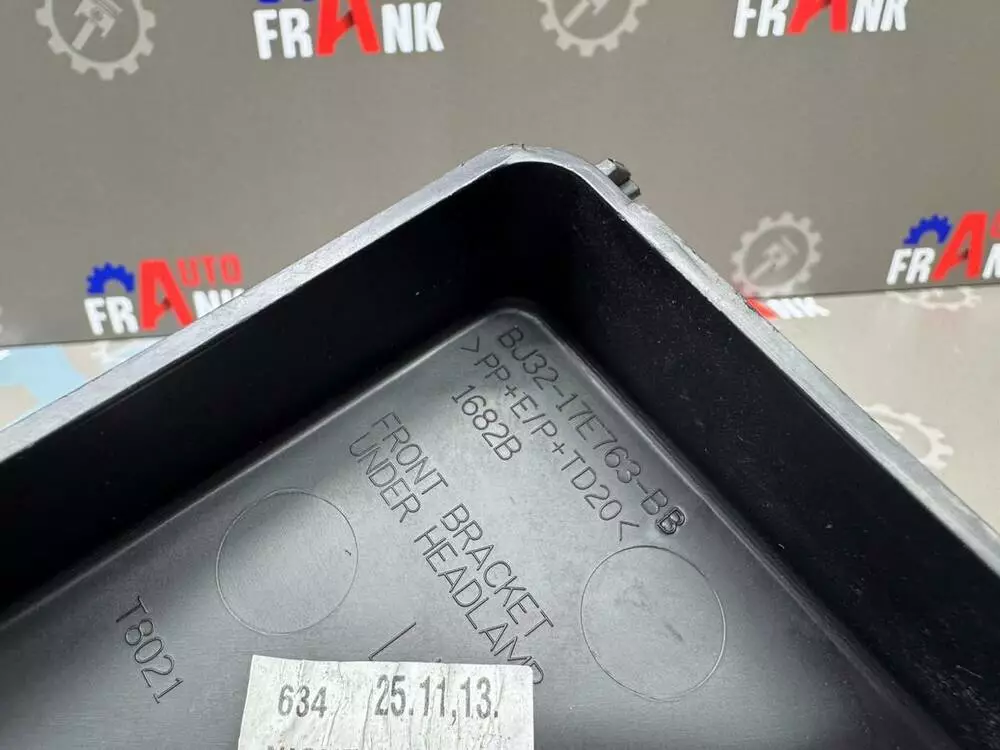 FRANK
FRANK
AUTO
FRANK
FRANK
BJ32-17E763-BB
>PP+E/P+TD20<
1682B
FRONT BRACKET
UNDER HEADLAMP
T8021
634 25.11,13.